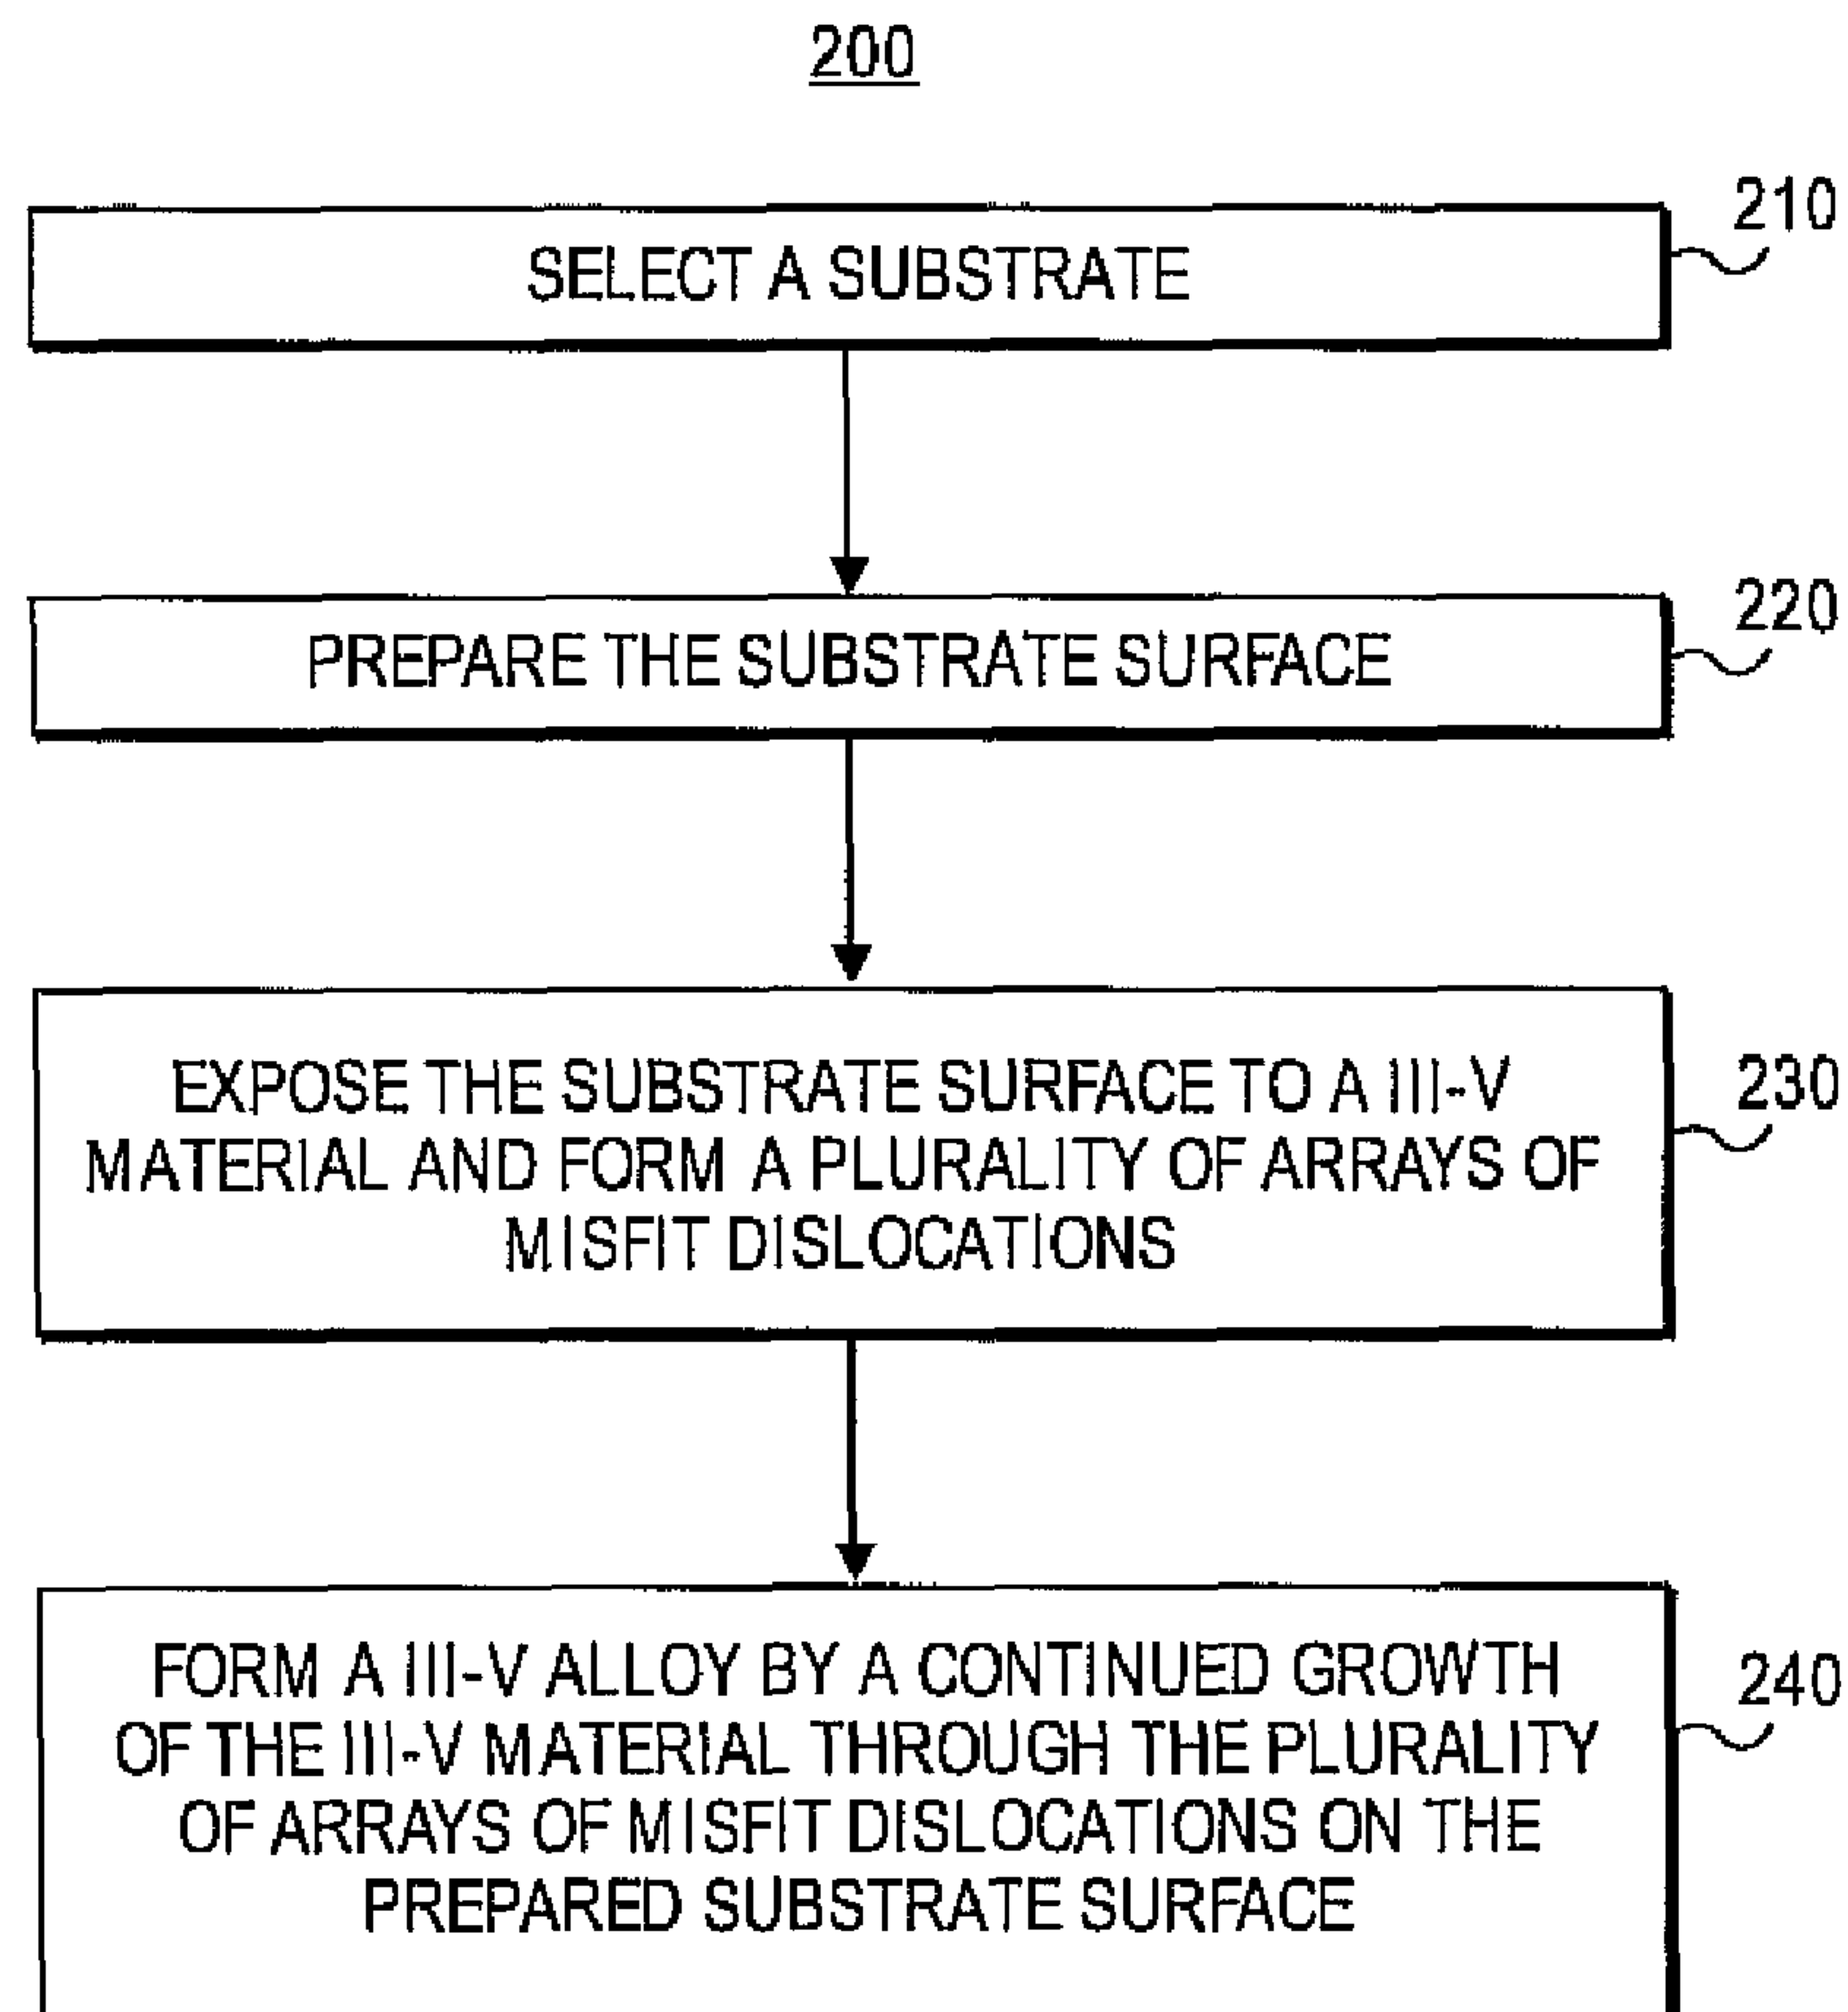 200
210
SELECT A SUBSTRATE
220
PREPARE THE SUBSTRATE SURFACE
230
EXPOSE THE SUBSTRATE SURFACE TO A III-V
MATERIAL AND FORM A PLURALITY OF ARRAYS OF
MISFIT DISLOCATIONS
240
FORM A III-V ALLOY BY A CONTINUED GROWTH
OF THE III-V MATERIAL THROUGH THE PLURALITY
OF ARRAYS OF MISFIT DISLOCATIONS ON THE
PREPARED SUBSTRATE SURFACE